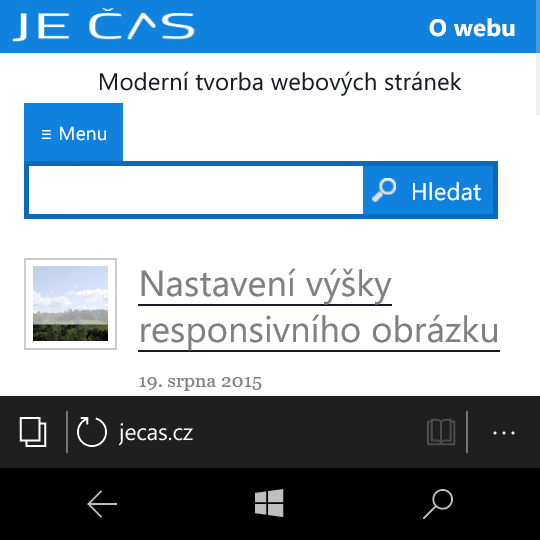 JE ČAS
O webu
Moderní tvorba webových stránek
≡ Menu
Hledat
Nastavení výšky
responsivního obrázku
19. srpna 2015
jecas.cz